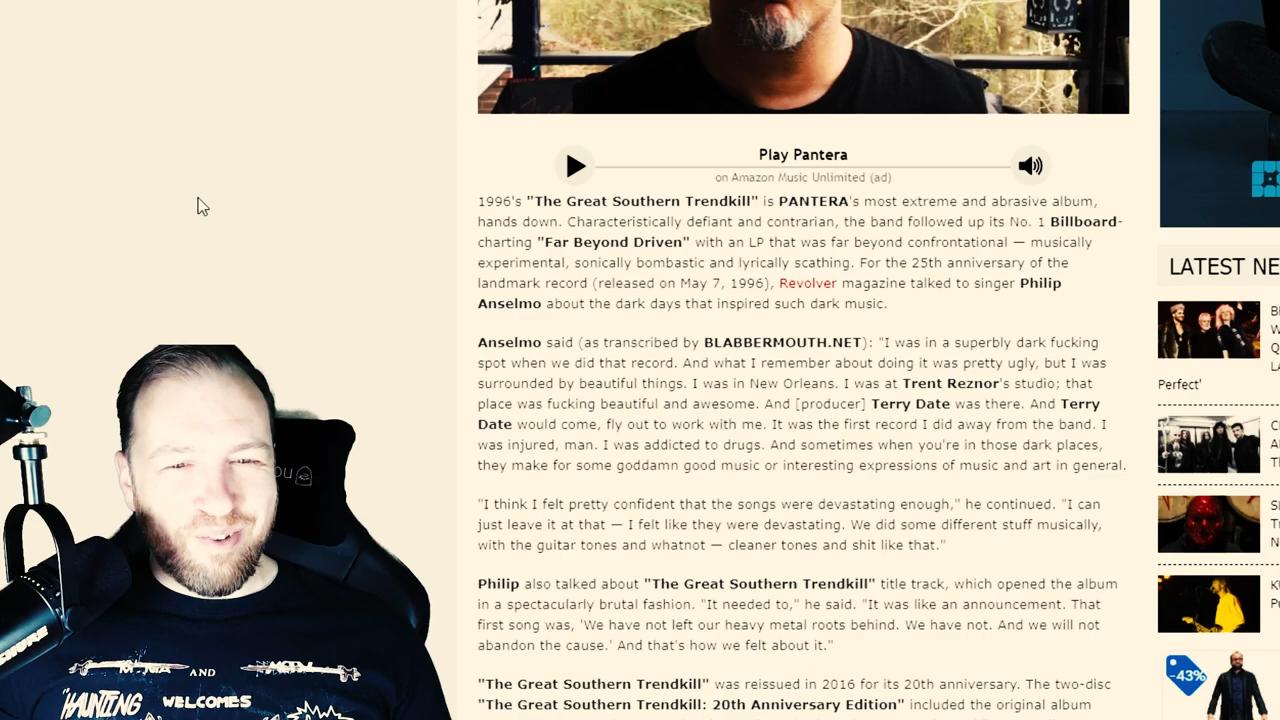 Play Pantera
on Amazon Music Unlimited (ad)
1996's "The Great Southern Trendkill" is PANTERA's most extreme and abrasive album,
hands down. Characteristically defiant and contrarian, the band followed up its No. 1 Billboard-
charting "Far Beyond Driven" with an LP that was far beyond confrontational — musically
experimental, sonically bombastic and lyrically scathing. For the 25th anniversary of the
landmark record (released on May 7, 1996), Revolver magazine talked to singer Philip
Anselmo about the dark days that inspired such dark music.
Anselmo said (as transcribed by BLABBERMOUTH.NET): "I was in a superbly dark fucking
spot when we did that record. And what I remember about doing it was pretty ugly, but I was
surrounded by beautiful things. I was in New Orleans. I was at Trent Reznor's studio; that
place was fucking beautiful and awesome. And [producer] Terry Date was there. And Terry
Date would come, fly out to work with me. It was the first record I did away from the band. I
was injured, man. I was addicted to drugs. And sometimes when you're in those dark places,
they make for some goddamn good music or interesting expressions of music and art in general.
"I think I felt pretty confident that the songs were devastating enough," he continued. "I can
just leave it at that — I felt like they were devastating. We did some different stuff musically,
with the guitar tones and whatnot — cleaner tones and shit like that."
Philip also talked about "The Great Southern Trendkill" title track, which opened the album
in a spectacularly brutal fashion. "It needed to," he said. "It was like an announcement. That
first song was, 'We have not left our heavy metal roots behind. We have not. And we will not
abandon the cause.' And that's how we felt about it."
"The Great Southern Trendkill" was reissued in 2016 for its 20th anniversary. The two-disc
"The Great Southern Trendkill: 20th Anniversary Edition" included the original album
LATEST NE
Perfect'
-43%
SHURE
AND
"HAUNTING WELCOMES